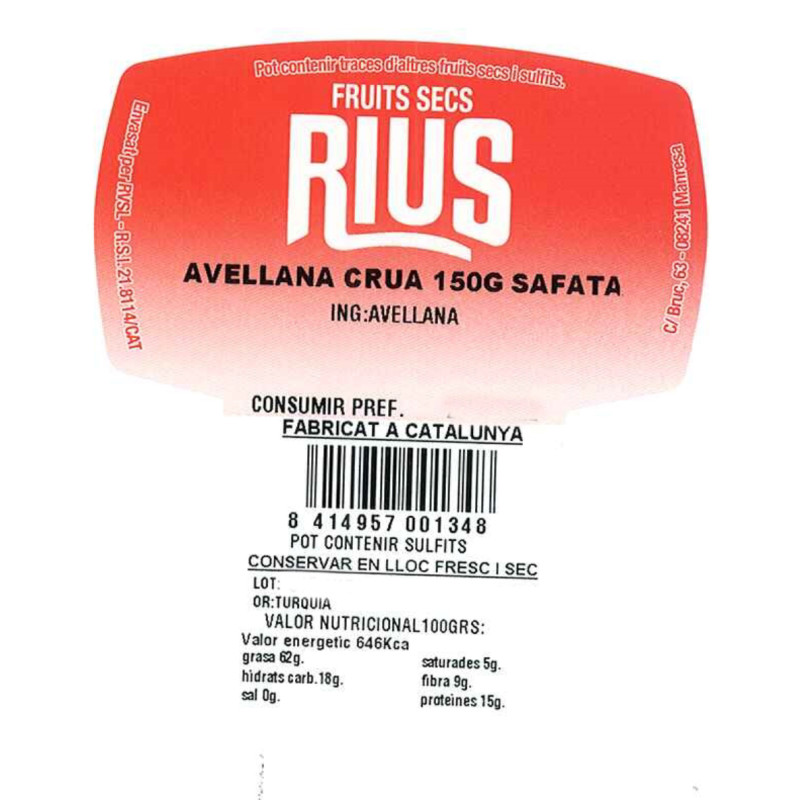 Pot contenir traces d'altres fruits secs i sulfits.
FRUITS SECS
RIUS
Envasat per RVSL - R.S.I. 21.8114/CAT
C/ Bruc, 63 - 08241 Manresa
AVELLANA CRUA 150G SAFATA
ING:AVELLANA
CONSUMIR PREF.
FABRICAT A CATALUNYA
8 414957 001348
POT CONTENIR SULFITS
CONSERVAR EN LLOC FRESC I SEC
LOT:
OR:TURQUIA
VALOR NUTRICIONAL100GRS:
Valor energetic 646Kca
grasa 62g. saturades 5g.
hidrats carb.18g. fibra 9g.
sal 0g. proteines 15g.